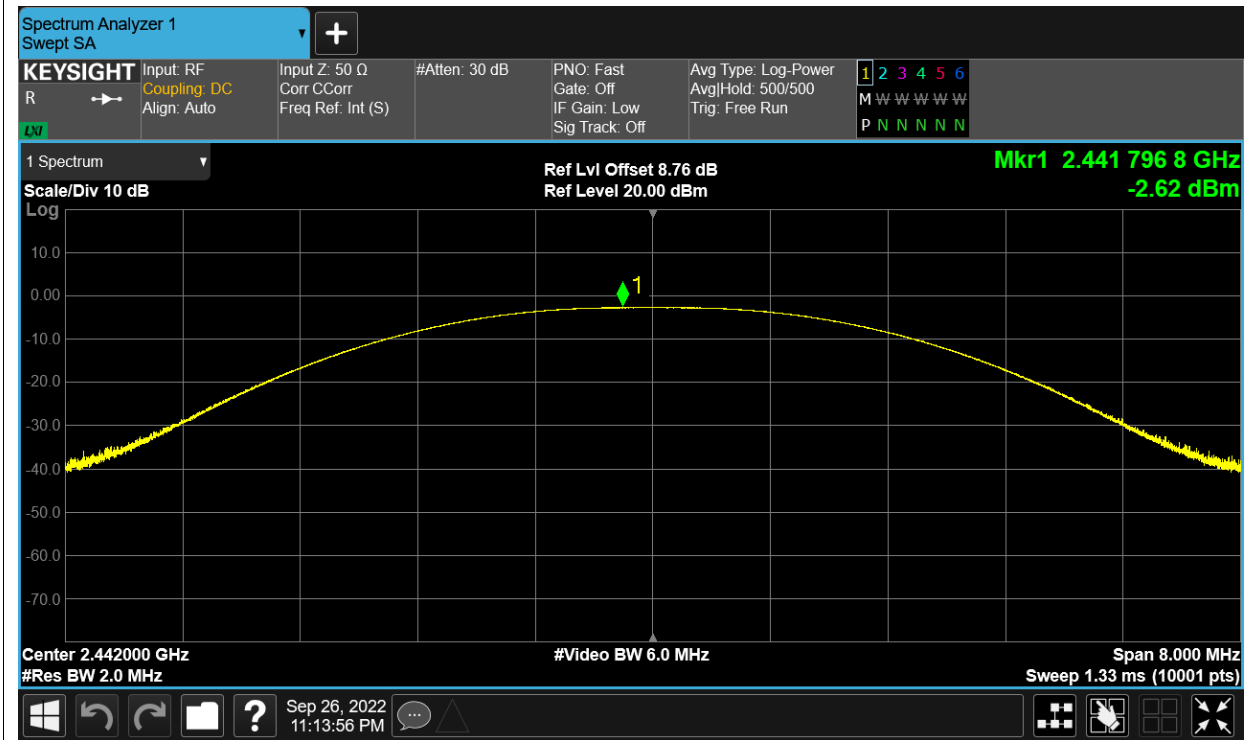 Spectrum Analyzer 1
Swept SA
KEYSIGHT
R
LXI
Input: RF
Coupling: DC
Align: Auto
Input Z: 50 Ω
Corr CCorr
Freq Ref: Int (S)
#Atten: 30 dB
PNO: Fast
Gate: Off
IF Gain: Low
Sig Track: Off
Avg Type: Log-Power
Avg|Hold: 500/500
Trig: Free Run
1 2 3 4 5 6
M W W W W W
P N N N N N
1 Spectrum
Scale/Div 10 dB
Log
Ref Lvl Offset 8.76 dB
Ref Level 20.00 dBm
Mkr1 2.441 796 8 GHz
-2.62 dBm
10.0
0.00
-10.0
-20.0
-30.0
-40.0
-50.0
-60.0
-70.0
1
Center 2.442000 GHz
#Res BW 2.0 MHz
#Video BW 6.0 MHz
Span 8.000 MHz
Sweep 1.33 ms (10001 pts)
?
Sep 26, 2022
11:13:56 PM